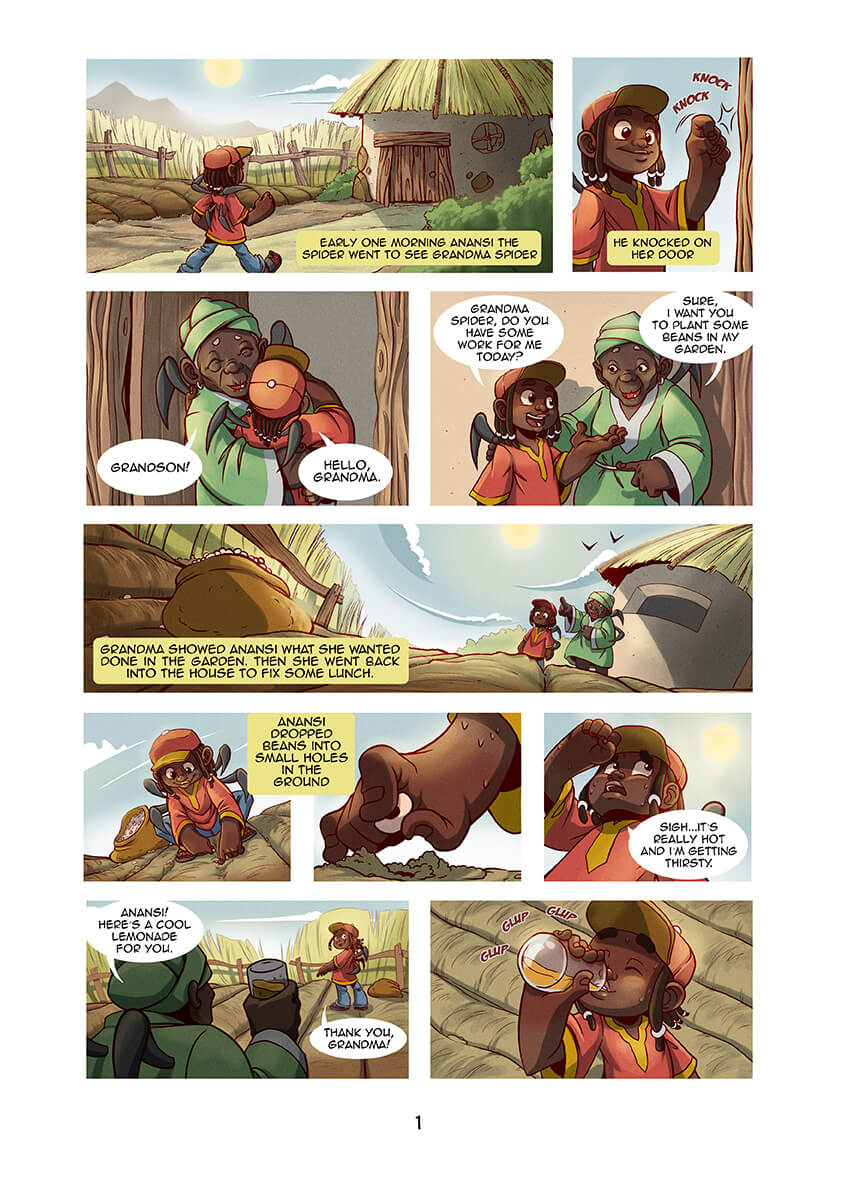 EARLY ONE MORNING ANANSI THE
SPIDER WENT TO SEE GRANDMA SPIDER
KNOCK
KNOCK
HE KNOCKED ON
HER DOOR
GRANDSON!
HELLO,
GRANDMA.
GRANDMA
SPIDER, DO YOU
HAVE SOME
WORK FOR ME
TODAY?
SURE,
I WANT YOU
TO PLANT SOME
BEANS IN MY
GARDEN.
GRANDMA SHOWED ANANSI WHAT SHE WANTED
DONE IN THE GARDEN. THEN SHE WENT BACK
INTO THE HOUSE TO FIX SOME LUNCH.
ANANSI
DROPPED
BEANS INTO
SMALL HOLES
IN THE
GROUND
SIGH...IT'S
REALLY HOT
AND I'M GETTING
THIRSTY.
ANANSI!
HERE'S A COOL
LEMONADE
FOR YOU.
THANK YOU,
GRANDMA!
GLUP
GLUP
GLUP
1